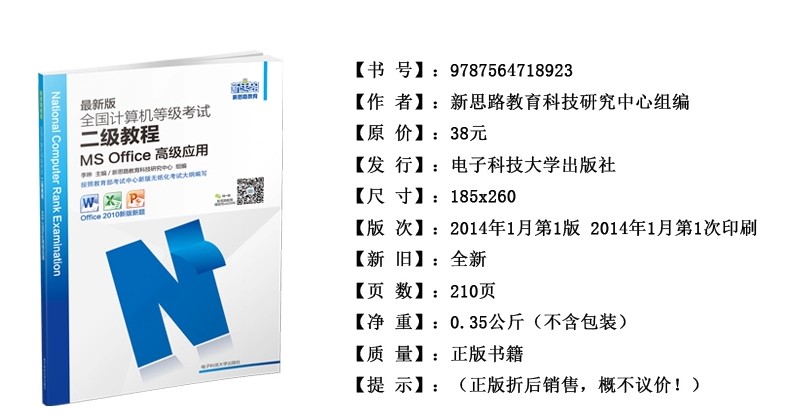 National Computer Rank Examination
最新版
全国计算机等级考试
二级教程
MS Office 高级应用
新思路教育
李珅 主编/新思路教育科技研究中心 组编
按照教育部考试中心新版无纸化考试大纲编写
Office 2010新版新题
电子科技大学出版社
【书 号】：9787564718923
【作 者】：新思路教育科技研究中心组编
【原 价】：38元
【发 行】：电子科技大学出版社
【尺 寸】：185x260
【版 次】：2014年1月第1版 2014年1月第1次印刷
【新 旧】：全新
【页 数】：210页
【净 重】：0.35公斤（不含包装）
【质 量】：正版书籍
【提 示】：（正版折后销售，概不议价！）